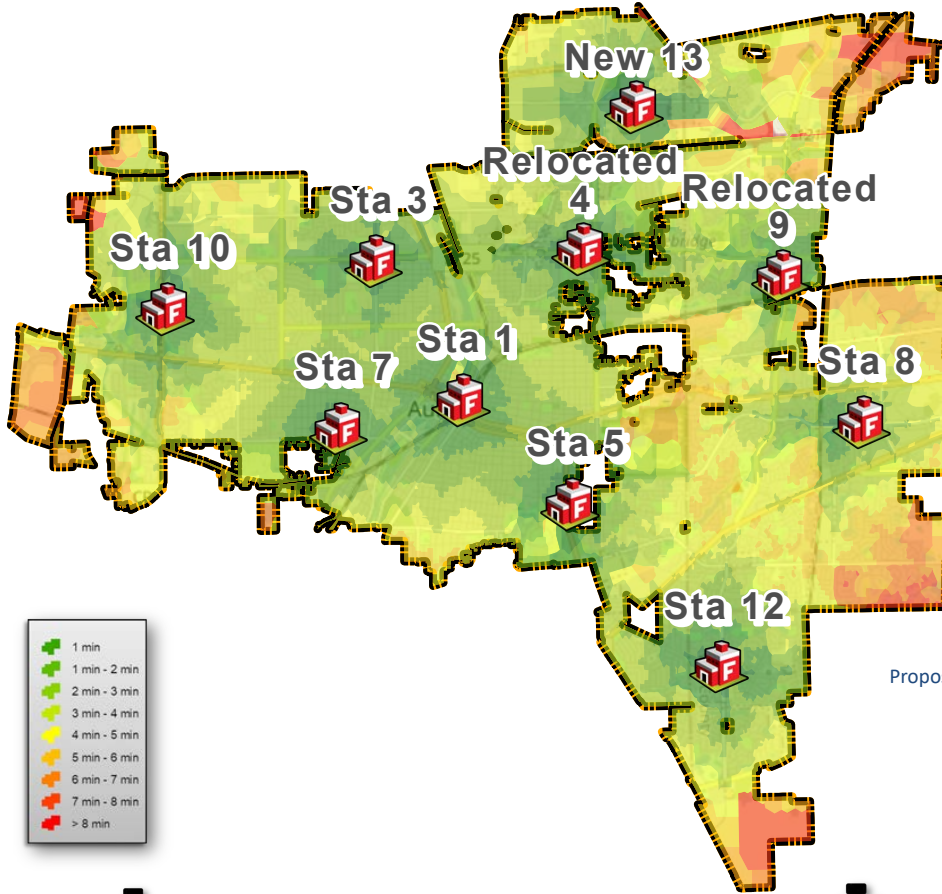 New 13
Relocated
4
Relocated
9
Sta 3
Sta 10
25
Sta 1
Sta 7
Au
Sta 8
Sta 5
Sta 12
Propo
1 min
1 min - 2 min
2 min - 3 min
3 min - 4 min
4 min - 5 min
5 min - 6 min
6 min - 7 min
7 min - 8 min
> 8 min